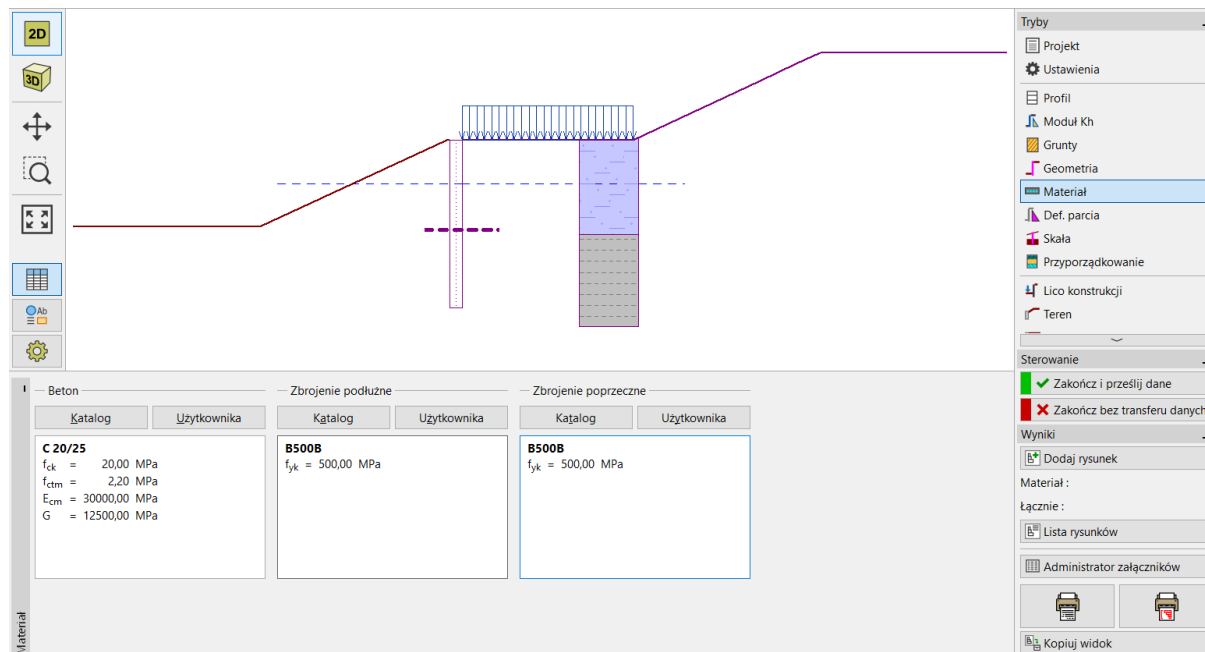 2D
3D
Ab
Tryby
Projekt
Ustawienia
Profil
Moduł Kh
Grunty
Geometria
Materiał
Def. parcia
Skała
Przyporządkowanie
Lico konstrukcji
Teren
Sterowanie
Zakończ i prześlij dane
Zakończ bez transferu danych
Wyniki
Dodaj rysunek
Materiał :
Łącznie :
Lista rysunków
Administrator załączników
Kopiuj widok
Materiał
Beton
Katalog Użytkownika
C 20/25
fck = 20,00 MPa
fctm = 2,20 MPa
Ecm = 30000,00 MPa
G = 12500,00 MPa
Zbrojenie podłużne
Katalog Użytkownika
B500B
fyk = 500,00 MPa
Zbrojenie poprzeczne
Katalog Użytkownika
B500B
fyk = 500,00 MPa